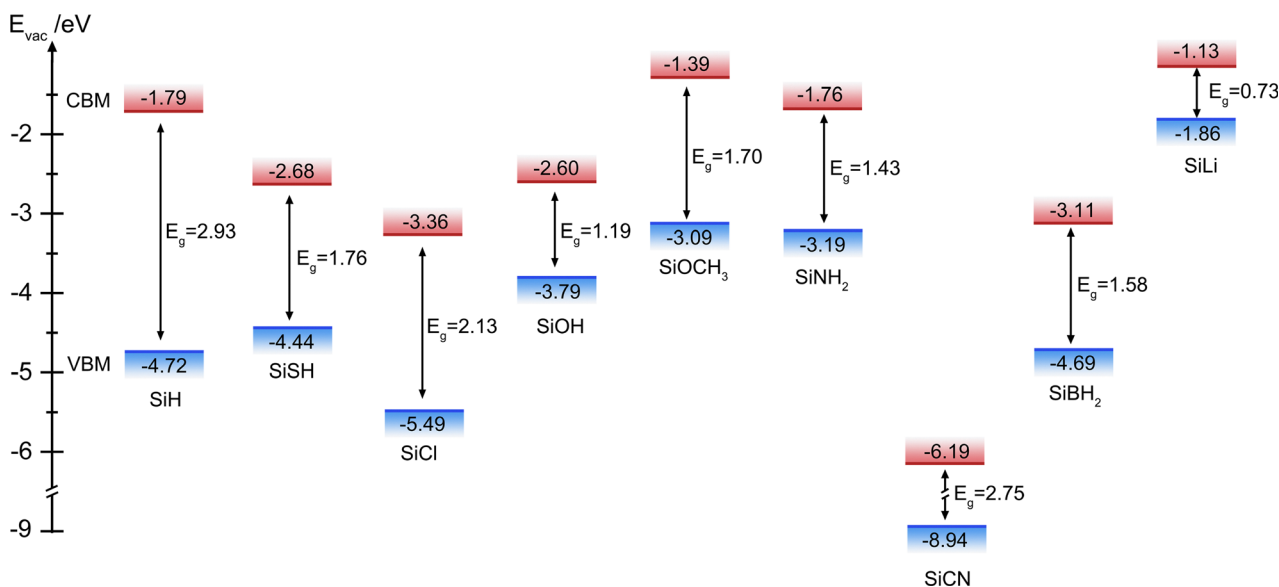 E_vac /eV
CBM
VBM
-2
-3
-4
-5
-6
-9
-1.79
E_g=2.93
-4.72
SiH
-2.68
E_g=1.76
-4.44
SiSH
-3.36
E_g=2.13
-5.49
SiCl
-2.60
E_g=1.19
-3.79
SiOH
-1.39
E_g=1.70
-3.09
SiOCH₃
-1.76
E_g=1.43
-3.19
SiNH₂
-6.19
E_g=2.75
-8.94
SiCN
-3.11
E_g=1.58
-4.69
SiBH₂
-1.13
E_g=0.73
-1.86
SiLi